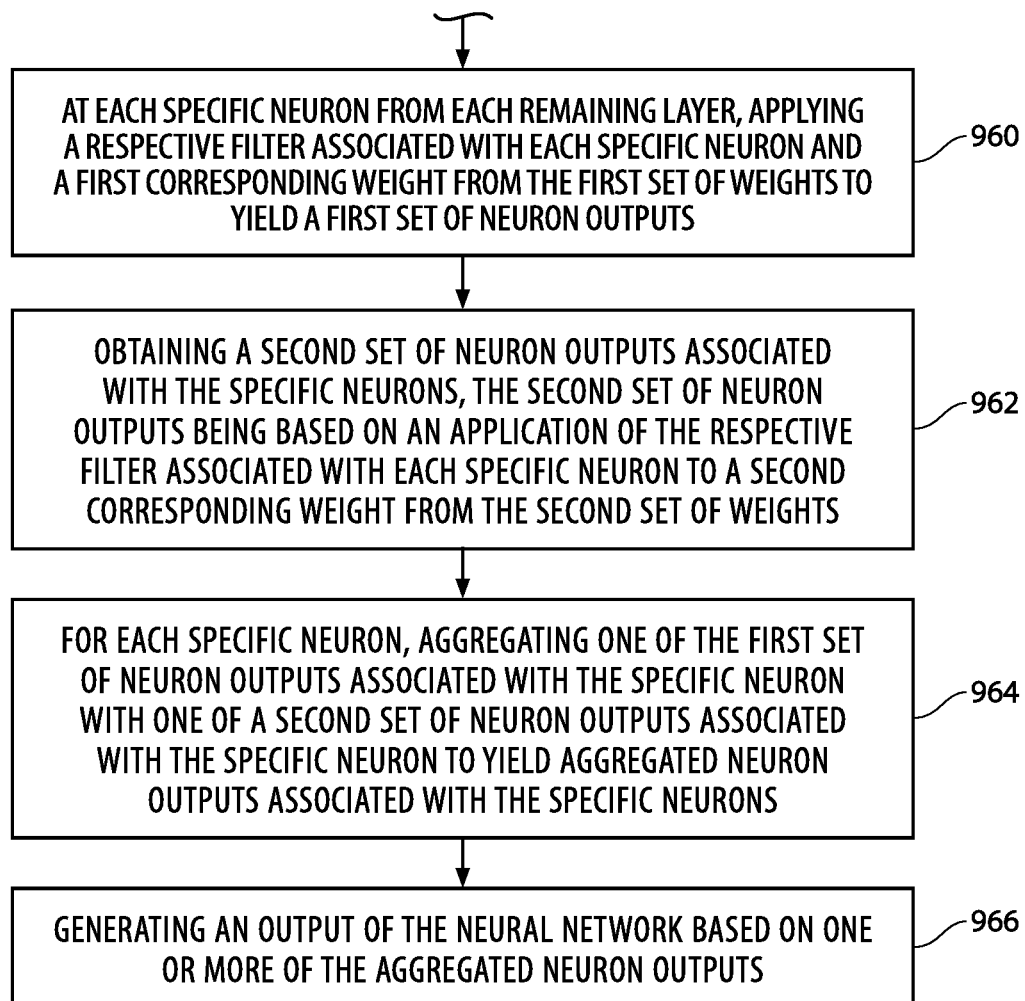 AT EACH SPECIFIC NEURON FROM EACH REMAINING LAYER, APPLYING
A RESPECTIVE FILTER ASSOCIATED WITH EACH SPECIFIC NEURON AND
A FIRST CORRESPONDING WEIGHT FROM THE FIRST SET OF WEIGHTS TO
YIELD A FIRST SET OF NEURON OUTPUTS
960
OBTAINING A SECOND SET OF NEURON OUTPUTS ASSOCIATED
WITH THE SPECIFIC NEURONS, THE SECOND SET OF NEURON
OUTPUTS BEING BASED ON AN APPLICATION OF THE RESPECTIVE
FILTER ASSOCIATED WITH EACH SPECIFIC NEURON TO A SECOND
CORRESPONDING WEIGHT FROM THE SECOND SET OF WEIGHTS
962
FOR EACH SPECIFIC NEURON, AGGREGATING ONE OF THE FIRST SET
OF NEURON OUTPUTS ASSOCIATED WITH THE SPECIFIC NEURON
WITH ONE OF A SECOND SET OF NEURON OUTPUTS ASSOCIATED
WITH THE SPECIFIC NEURON TO YIELD AGGREGATED NEURON
OUTPUTS ASSOCIATED WITH THE SPECIFIC NEURONS
964
GENERATING AN OUTPUT OF THE NEURAL NETWORK BASED ON ONE
OR MORE OF THE AGGREGATED NEURON OUTPUTS
966